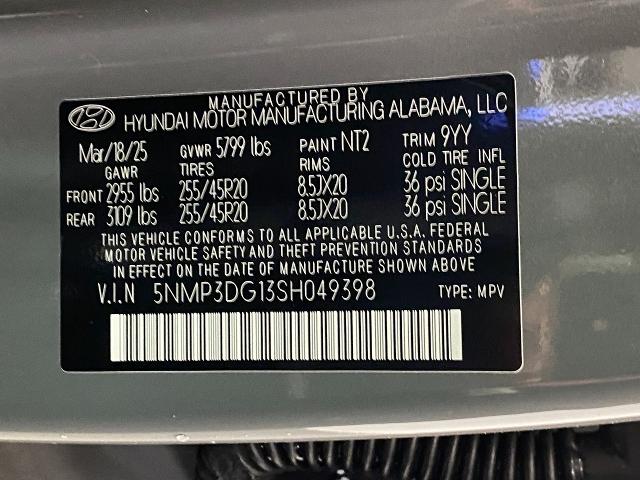 MANUFACTURED BY
HYUNDAI MOTOR MANUFACTURING ALABAMA, LLC
Mar/18/25 GVWR 5799 lbs PAINT NT2 TRIM 9YY
GAWR TIRES RIMS COLD TIRE INFL
FRONT 2955 lbs 255/45R20 8.5JX20 36 psi SINGLE
REAR 3109 lbs 255/45R20 8.5JX20 36 psi SINGLE
THIS VEHICLE CONFORMS TO ALL APPLICABLE U.S.A. FEDERAL
MOTOR VEHICLE SAFETY AND THEFT PREVENTION STANDARDS
IN EFFECT ON THE DATE OF MANUFACTURE SHOWN ABOVE
V.I.N 5NMP3DG13SH049398 TYPE: MPV